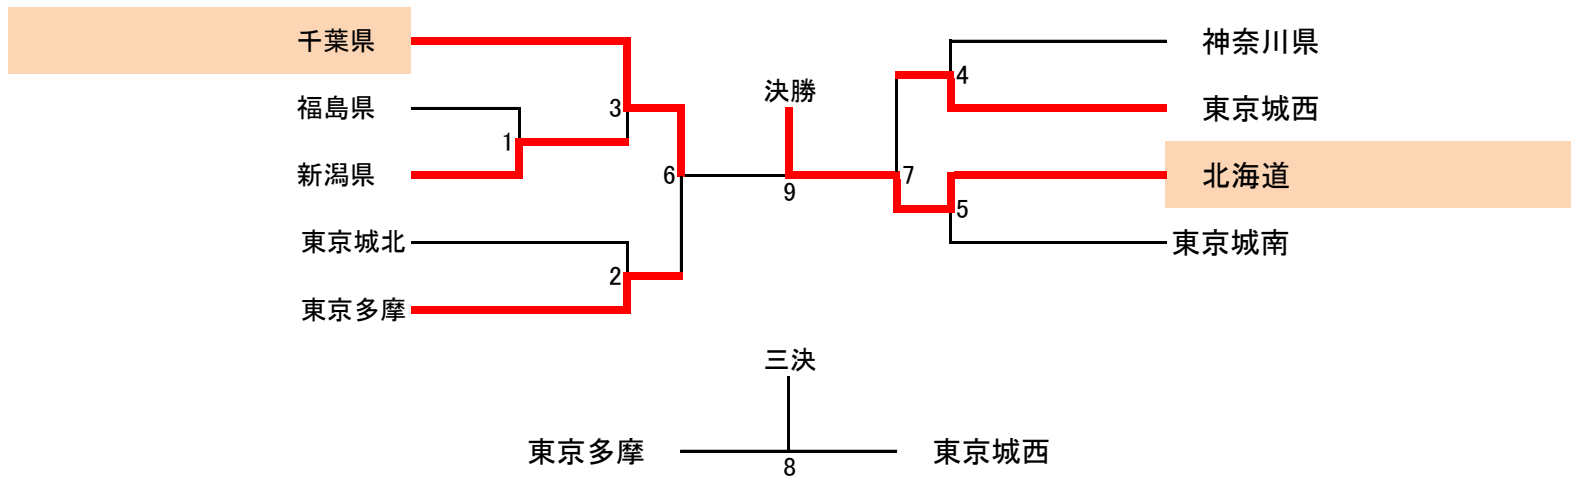 千葉県
福島県
新潟県
東京城北
東京多摩
1
3
2
6
決勝
9
7
4
5
神奈川県
東京城西
北海道
東京城南
三決
東京多摩
8
東京城西